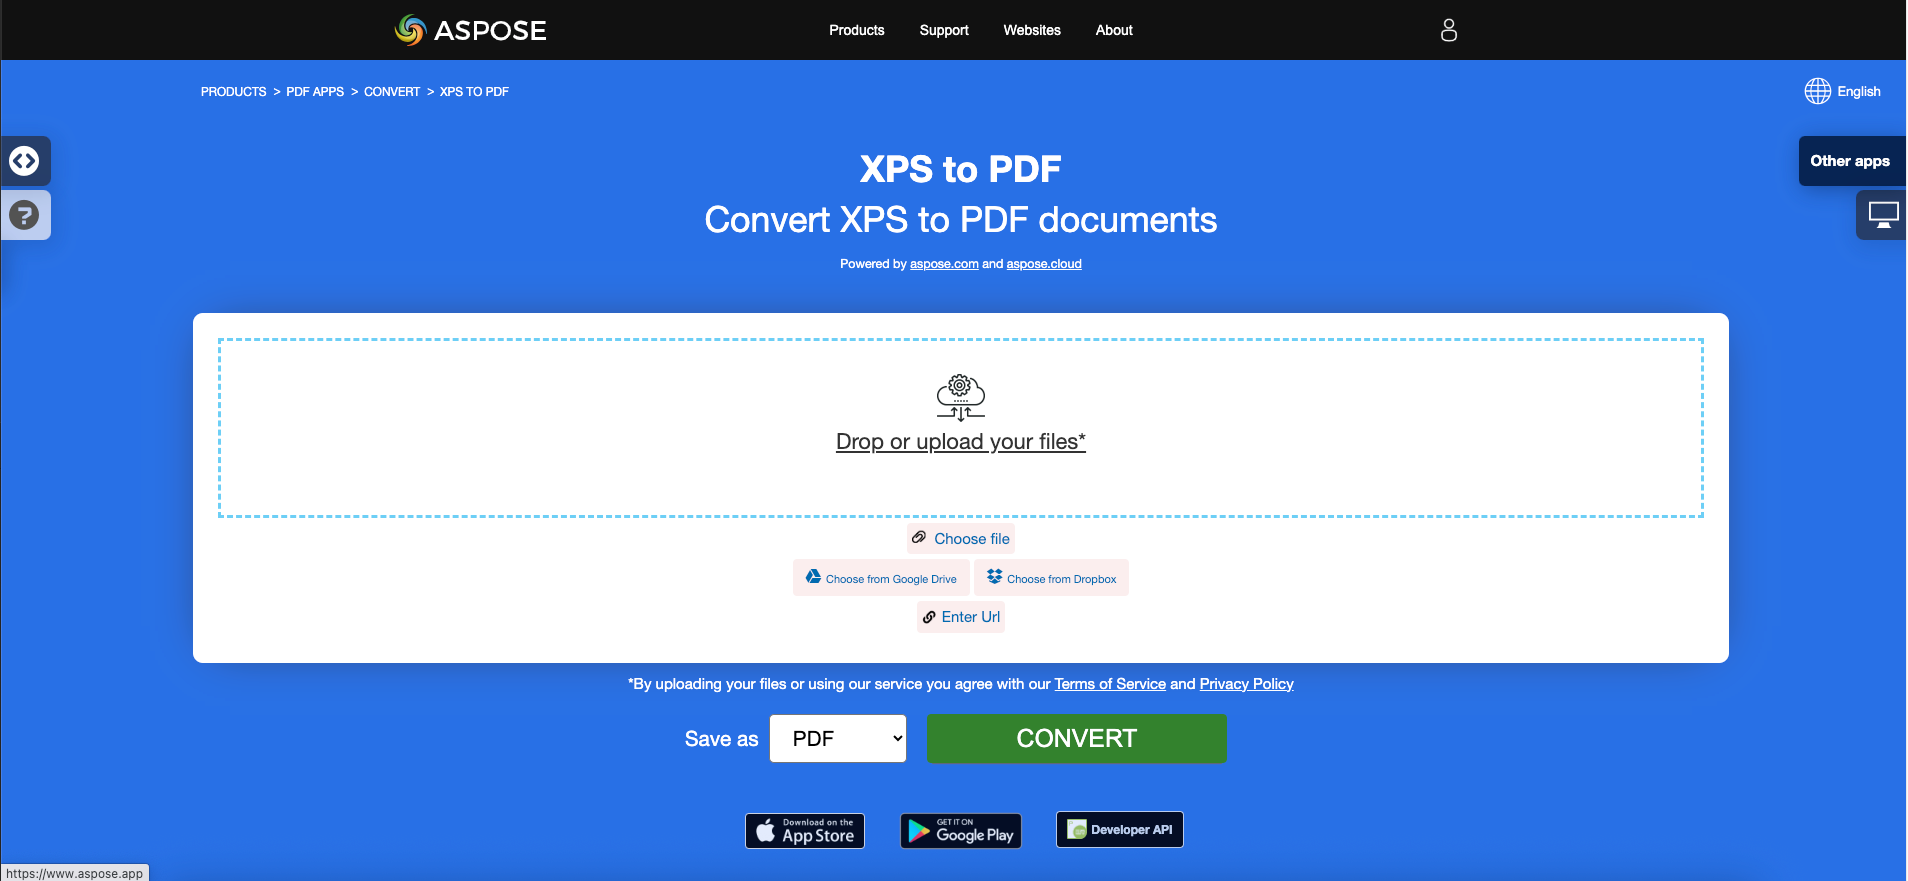 ASPOSE
Products Support Websites About
PRODUCTS > PDF APPS > CONVERT > XPS TO PDF
English
Other apps
?
XPS to PDF
Convert XPS to PDF documents
Powered by aspose.com and aspose.cloud
Drop or upload your files*
Choose file
Choose from Google Drive Choose from Dropbox
Enter Url
*By uploading your files or using our service you agree with our Terms of Service and Privacy Policy
Save as PDF CONVERT
Download on the
App Store
GET IT ON
Google Play
Developer API
https://www.aspose.app